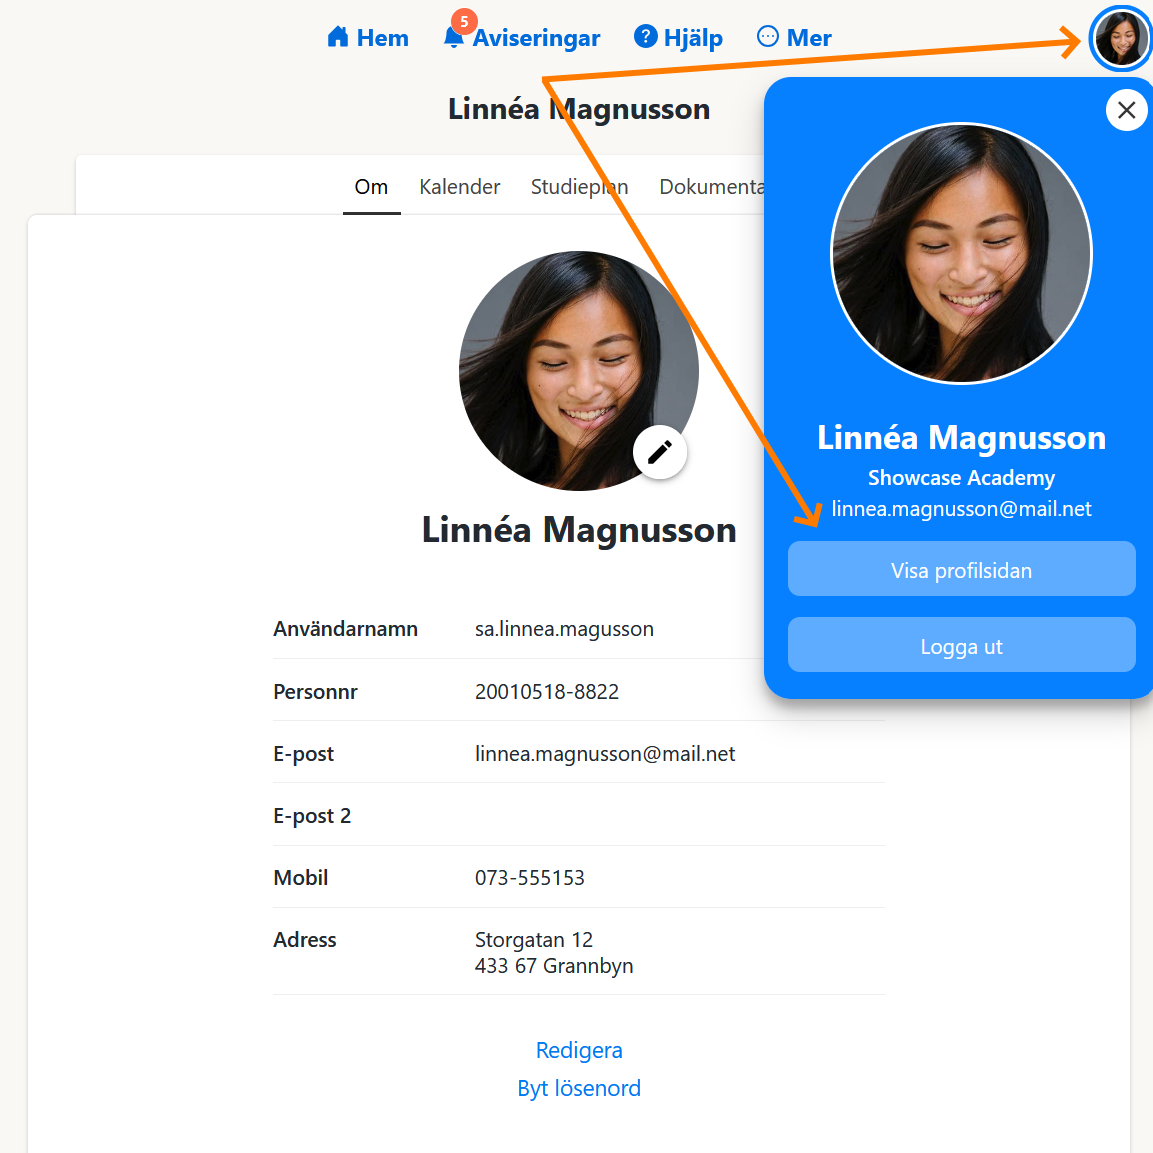 Hem
5
Aviseringar
Hjälp
Mer
Linnéa Magnusson
Om
Kalender
Studieplan
Dokument
Linnéa Magnusson
Användarnamn sa.linnea.magusson
Personnr 20010518-8822
E-post linnea.magnusson@mail.net
E-post 2
Mobil 073-555153
Adress Storgatan 12
433 67 Grannbyn
Redigera
Byt lösenord
Linnéa Magnusson
Showcase Academy
linnea.magnusson@mail.net
Visa profilsidan
Logga ut